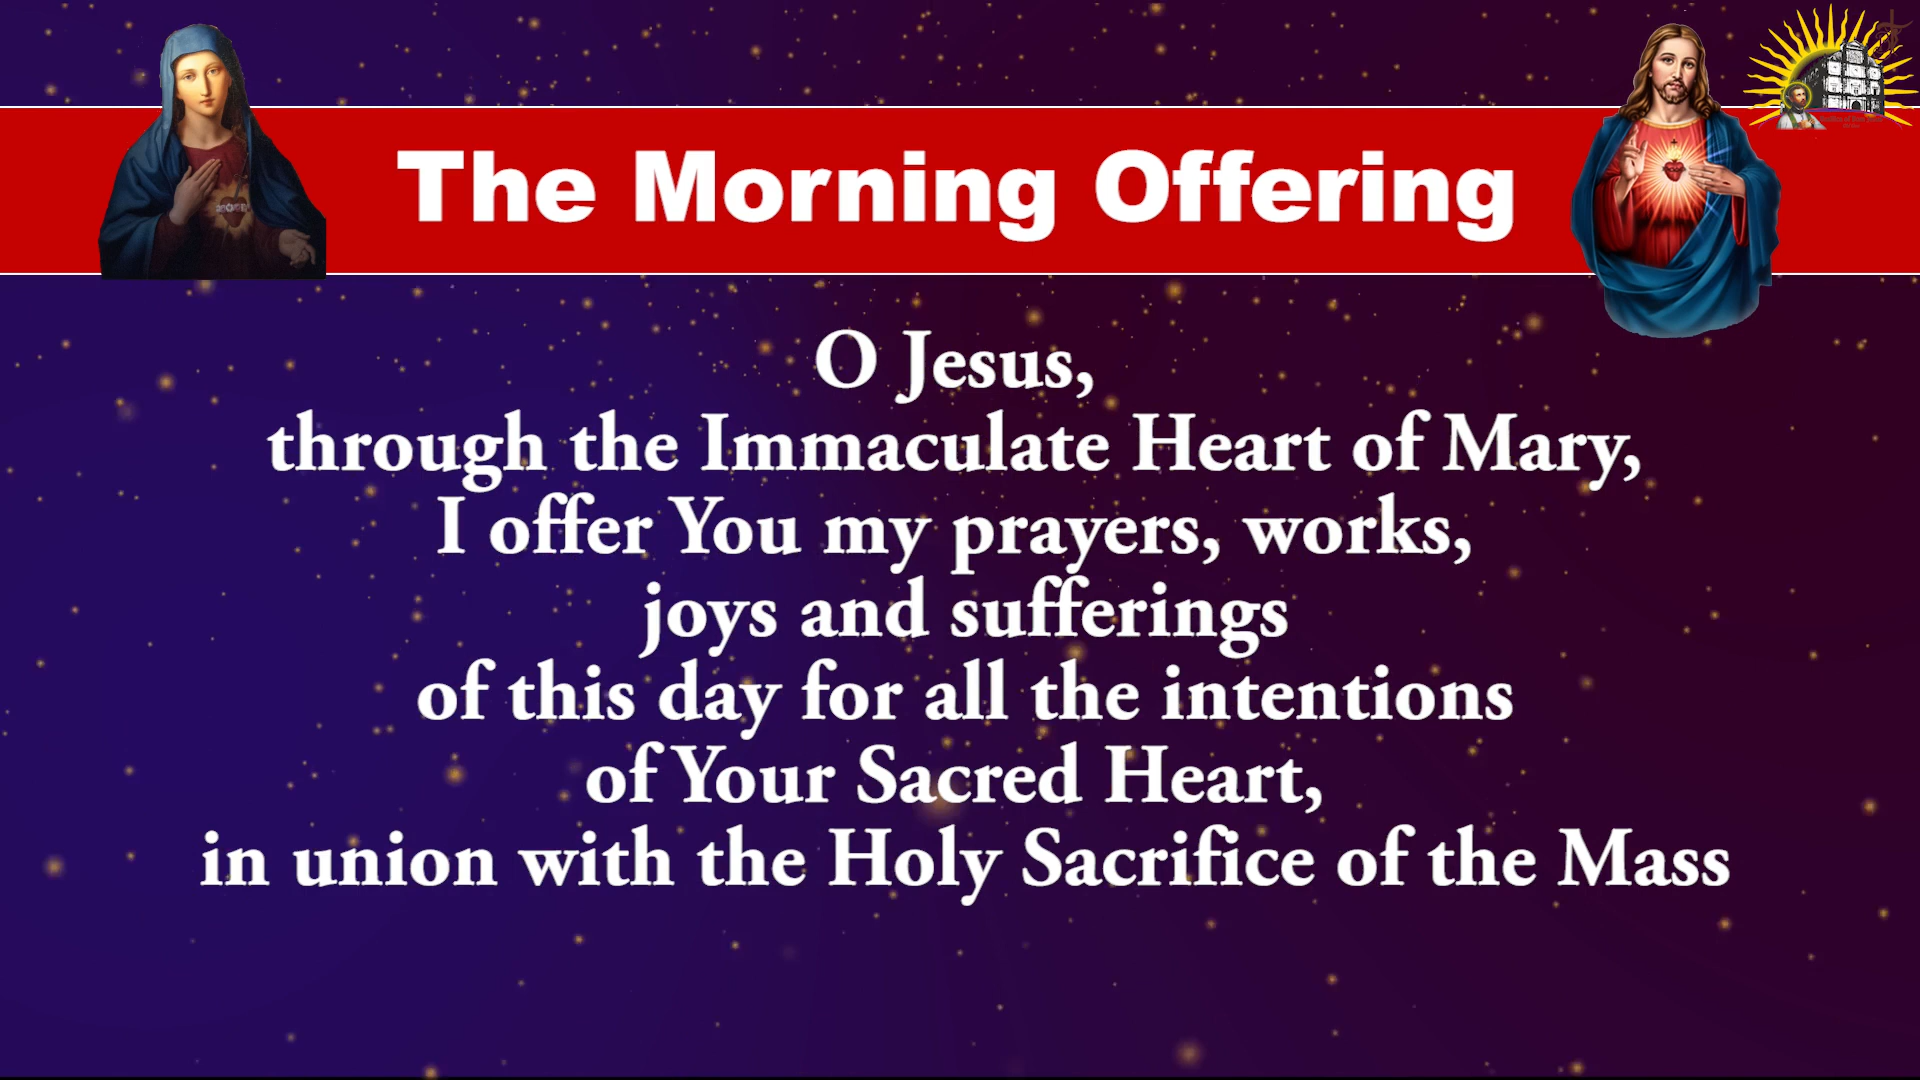 The Morning Offering
O Jesus,
through the Immaculate Heart of Mary,
I offer You my prayers, works,
joys and sufferings
of this day for all the intentions
of Your Sacred Heart,
in union with the Holy Sacrifice of the Mass